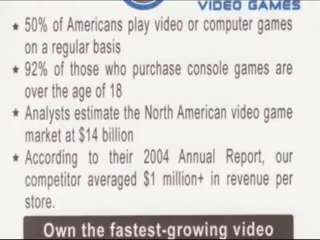 VIDEO GAMES
★ 50% of Americans play video or computer games
on a regular basis
★ 92% of those who purchase console games are
over the age of 18
★ Analysts estimate the North American video game
market at $14 billion
★ According to their 2004 Annual Report, our
competitor averaged $1 million+ in revenue per
store.
Own the fastest-growing video